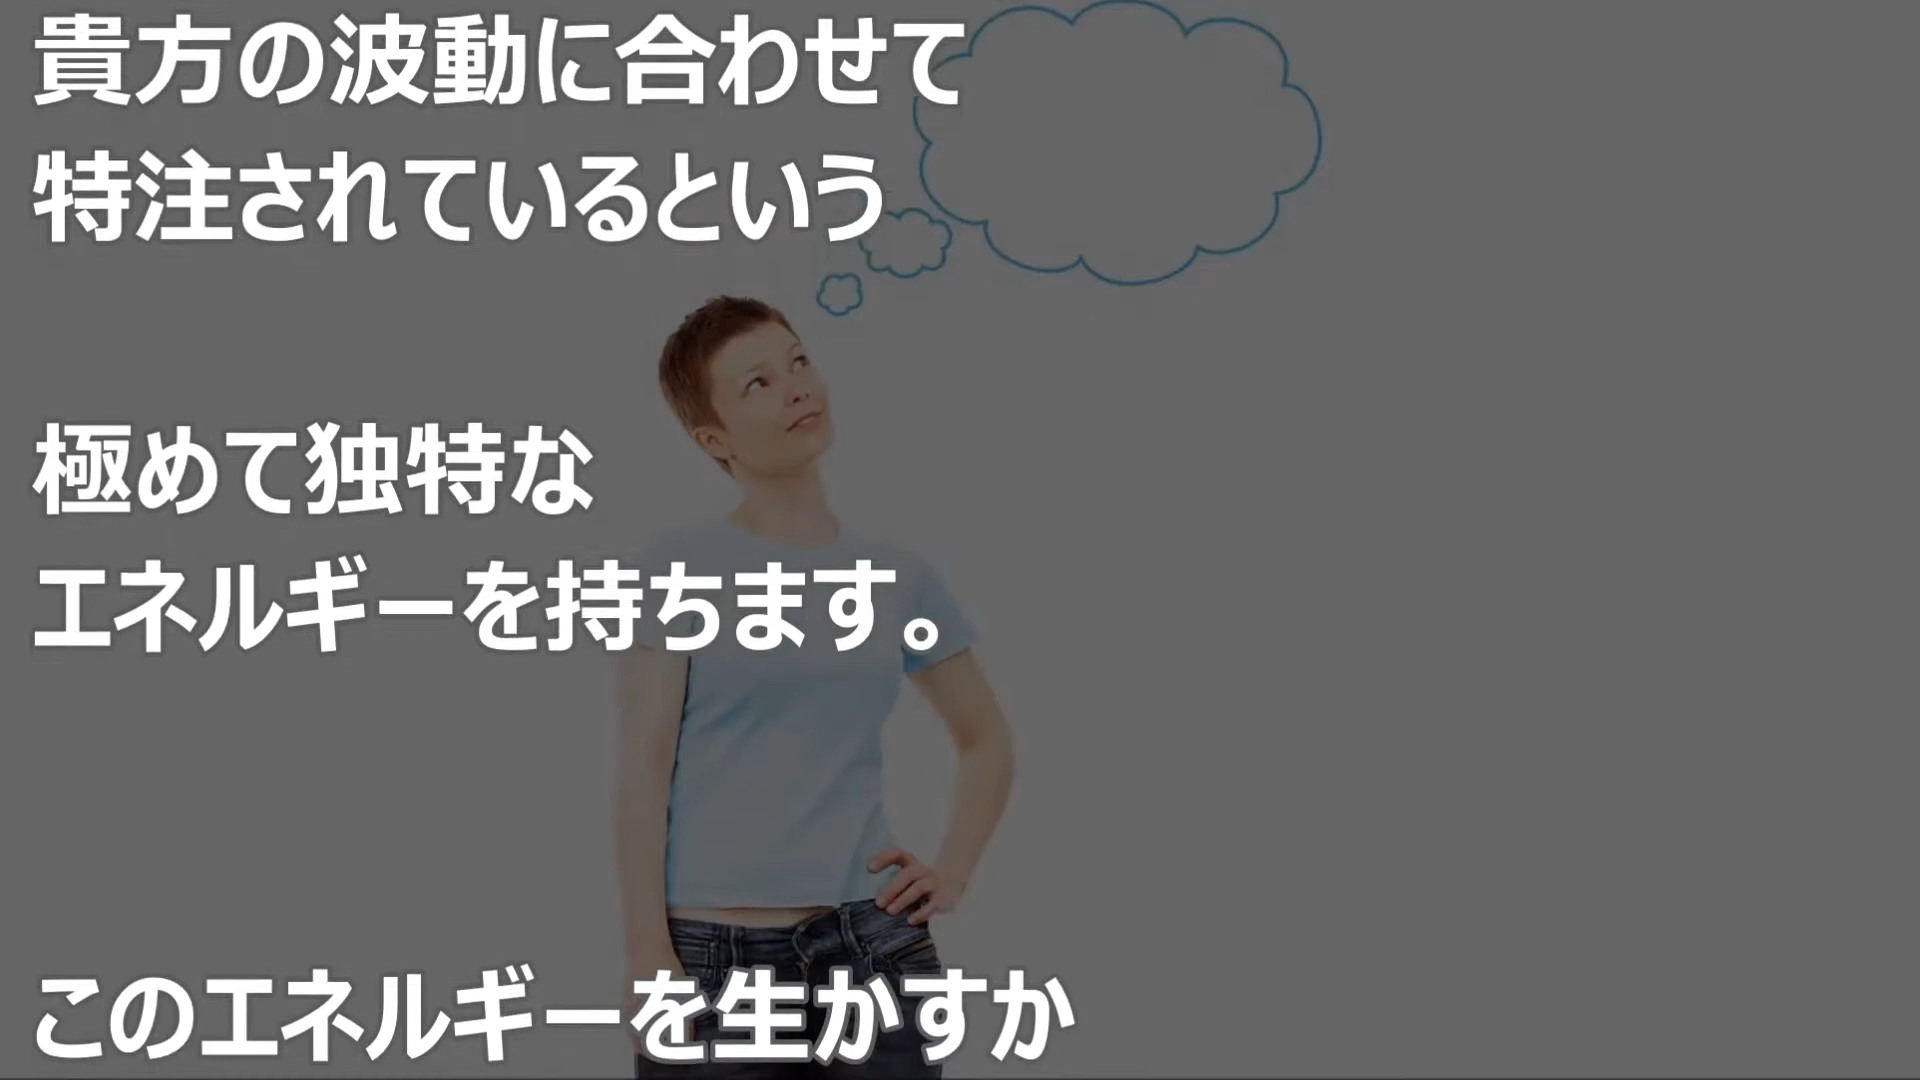 貴方の波動に合わせて
特注されているという
極めて独特な
エネルギーを持ちます。
このエネルギーを生かすか